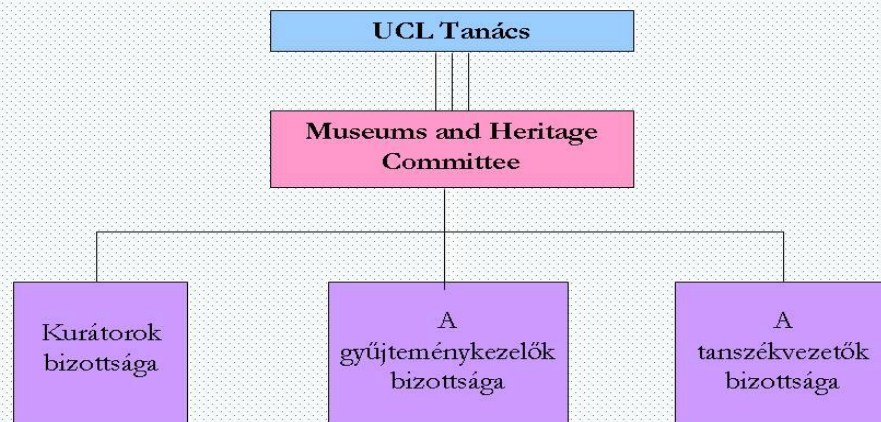 UCL Tanács
Museums and Heritage
Committee
Kurátorok
bizottsága
A
gyűjteménykezelők
bizottsága
A
tanszékvezetők
bizottsága